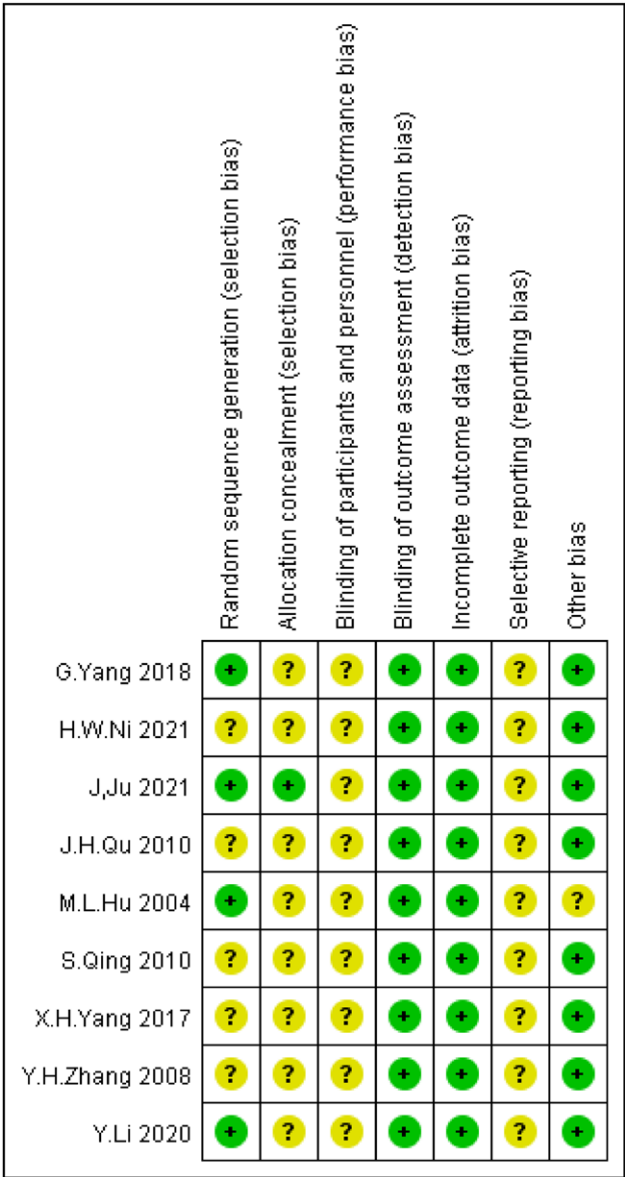 Random sequence generation (selection bias)
Allocation concealment (selection bias)
Blinding of participants and personnel (performance bias)
Blinding of outcome assessment (detection bias)
Incomplete outcome data (attrition bias)
Selective reporting (reporting bias)
Other bias
G.Yang 2018 + ? ? + + ? +
H.W.Ni 2021 ? ? ? + + ? +
J,Ju 2021 + + ? + + ? +
J.H.Qu 2010 ? ? ? + + ? +
M.L.Hu 2004 + ? ? + + ? ?
S.Qing 2010 ? ? ? + + ? +
X.H.Yang 2017 ? ? ? + + ? +
Y.H.Zhang 2008 ? ? ? + + ? +
Y.Li 2020 + ? ? + + ? +